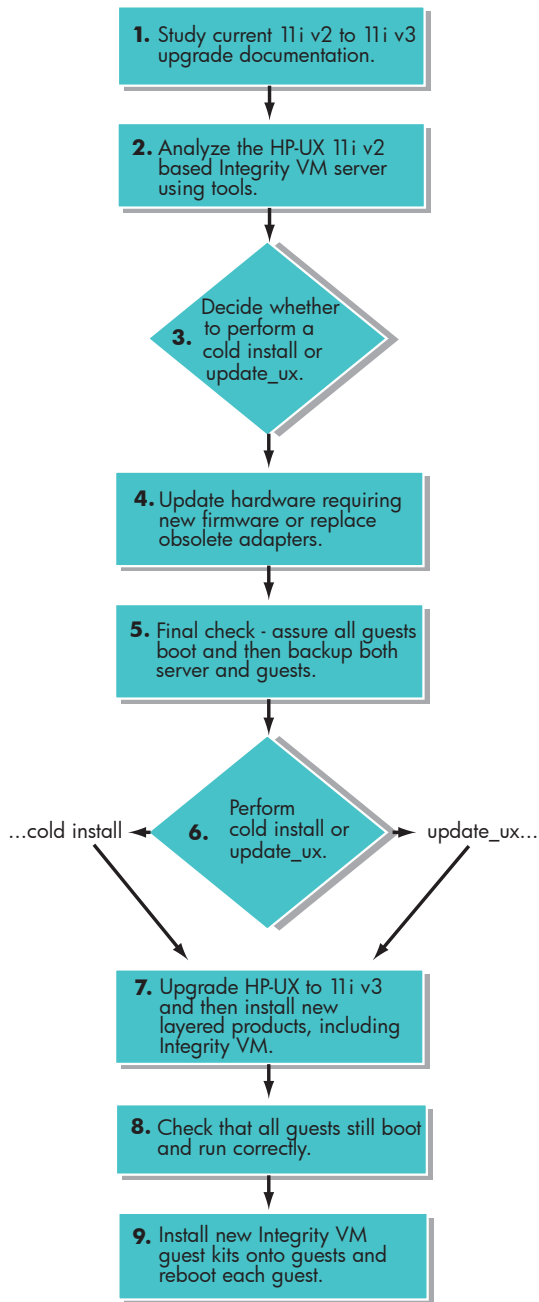 1. Study current 11i v2 to 11i v3
upgrade documentation.
2. Analyze the HP-UX 11i v2
based Integrity VM server
using tools.
Decide whether
3. to perform a
cold install or
update_ux.
4. Update hardware requiring
new firmware or replace
obsolete adapters.
5. Final check - assure all guests
boot and then backup both
server and guests.
Perform
6. cold install or
update_ux.
...cold install
update_ux...
7. Upgrade HP-UX to 11i v3
and then install new
layered products, including
Integrity VM.
8. Check that all guests still boot
and run correctly.
9. Install new Integrity VM
guest kits onto guests and
reboot each guest.